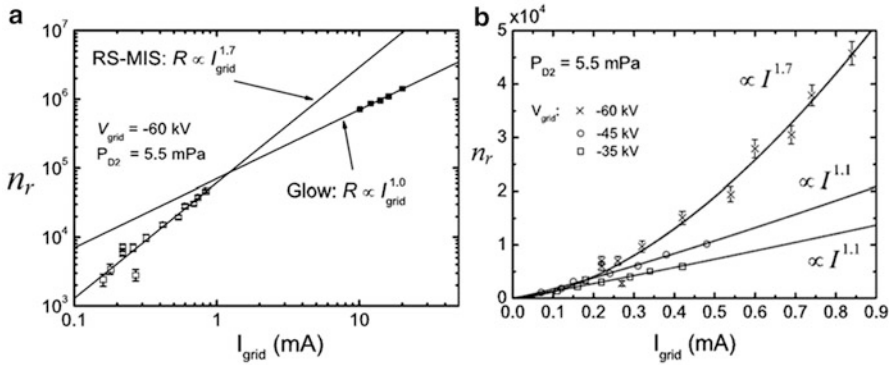 a
10^7
10^6
10^5
10^4
10^3
n_r
RS-MIS: R ∝ I_grid^1.7
V_grid = -60 kV
P_D2 = 5.5 mPa
Glow: R ∝ I_grid^1.0
0.1 1 10
I_grid (mA)
b
5x10^4
4
3
2
1
0
n_r
P_D2 = 5.5 mPa
V_grid:
× -60 kV
○ -45 kV
□ -35 kV
∝ I^1.7
∝ I^1.1
∝ I^1.1
0.0 0.1 0.2 0.3 0.4 0.5 0.6 0.7 0.8 0.9
I_grid (mA)